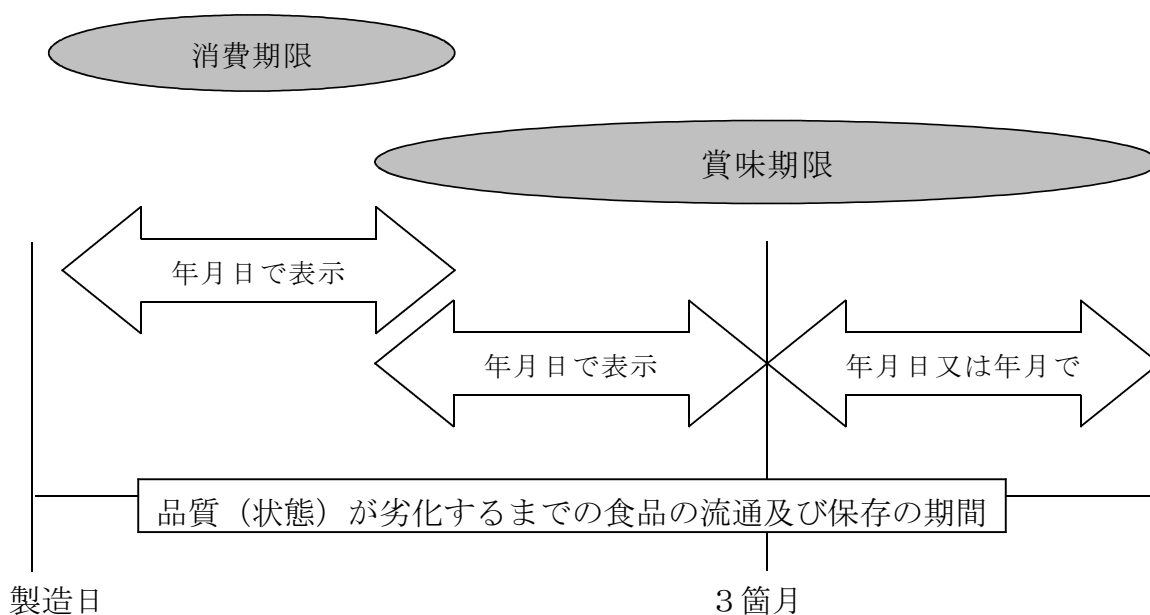 消費期限
賞味期限
年月日で表示
年月日で表示
年月日又は年月で
品質（状態）が劣化するまでの食品の流通及び保存の期間
製造日
３箇月